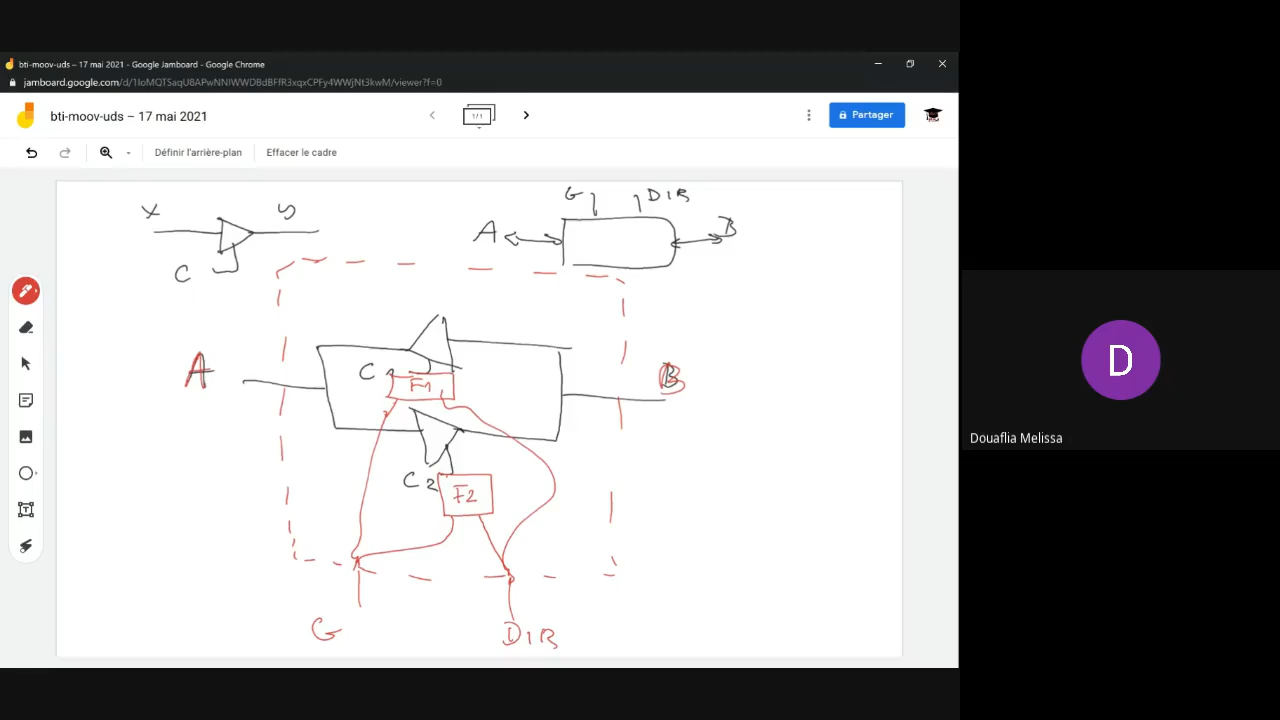 bti-moov-uds – 17 mai 2021 - Google Jamboard - Google Chrome
jamboard.google.com/d/1IoMQTSaqU8APwNNIWWDBdBFfR3xqxCPFy4WWjNt3kwM/viewer?f=0
bti-moov-uds – 17 mai 2021
1/1
Partager
Définir l'arrière-plan
Effacer le cadre
X
y
C
G
DIR
A
B
A
C1
F1
B
C2
F2
G
DIR
D
Douaflia Melissa